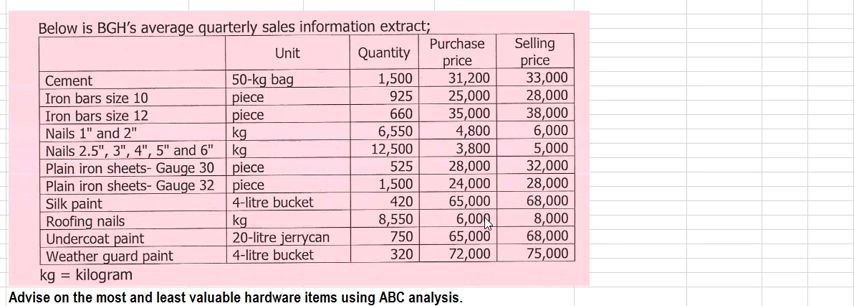 Below is BGH's average quarterly sales information extract;
Unit Quantity Purchase price Selling price
Cement 50-kg bag 1,500 31,200 33,000
Iron bars size 10 piece 925 25,000 28,000
Iron bars size 12 piece 660 35,000 38,000
Nails 1" and 2" kg 6,550 4,800 6,000
Nails 2.5", 3", 4", 5" and 6" kg 12,500 3,800 5,000
Plain iron sheets- Gauge 30 piece 525 28,000 32,000
Plain iron sheets- Gauge 32 piece 1,500 24,000 28,000
Silk paint 4-litre bucket 420 65,000 68,000
Roofing nails kg 8,550 6,000 8,000
Undercoat paint 20-litre jerrycan 750 65,000 68,000
Weather guard paint 4-litre bucket 320 72,000 75,000
kg = kilogram
Advise on the most and least valuable hardware items using ABC analysis.